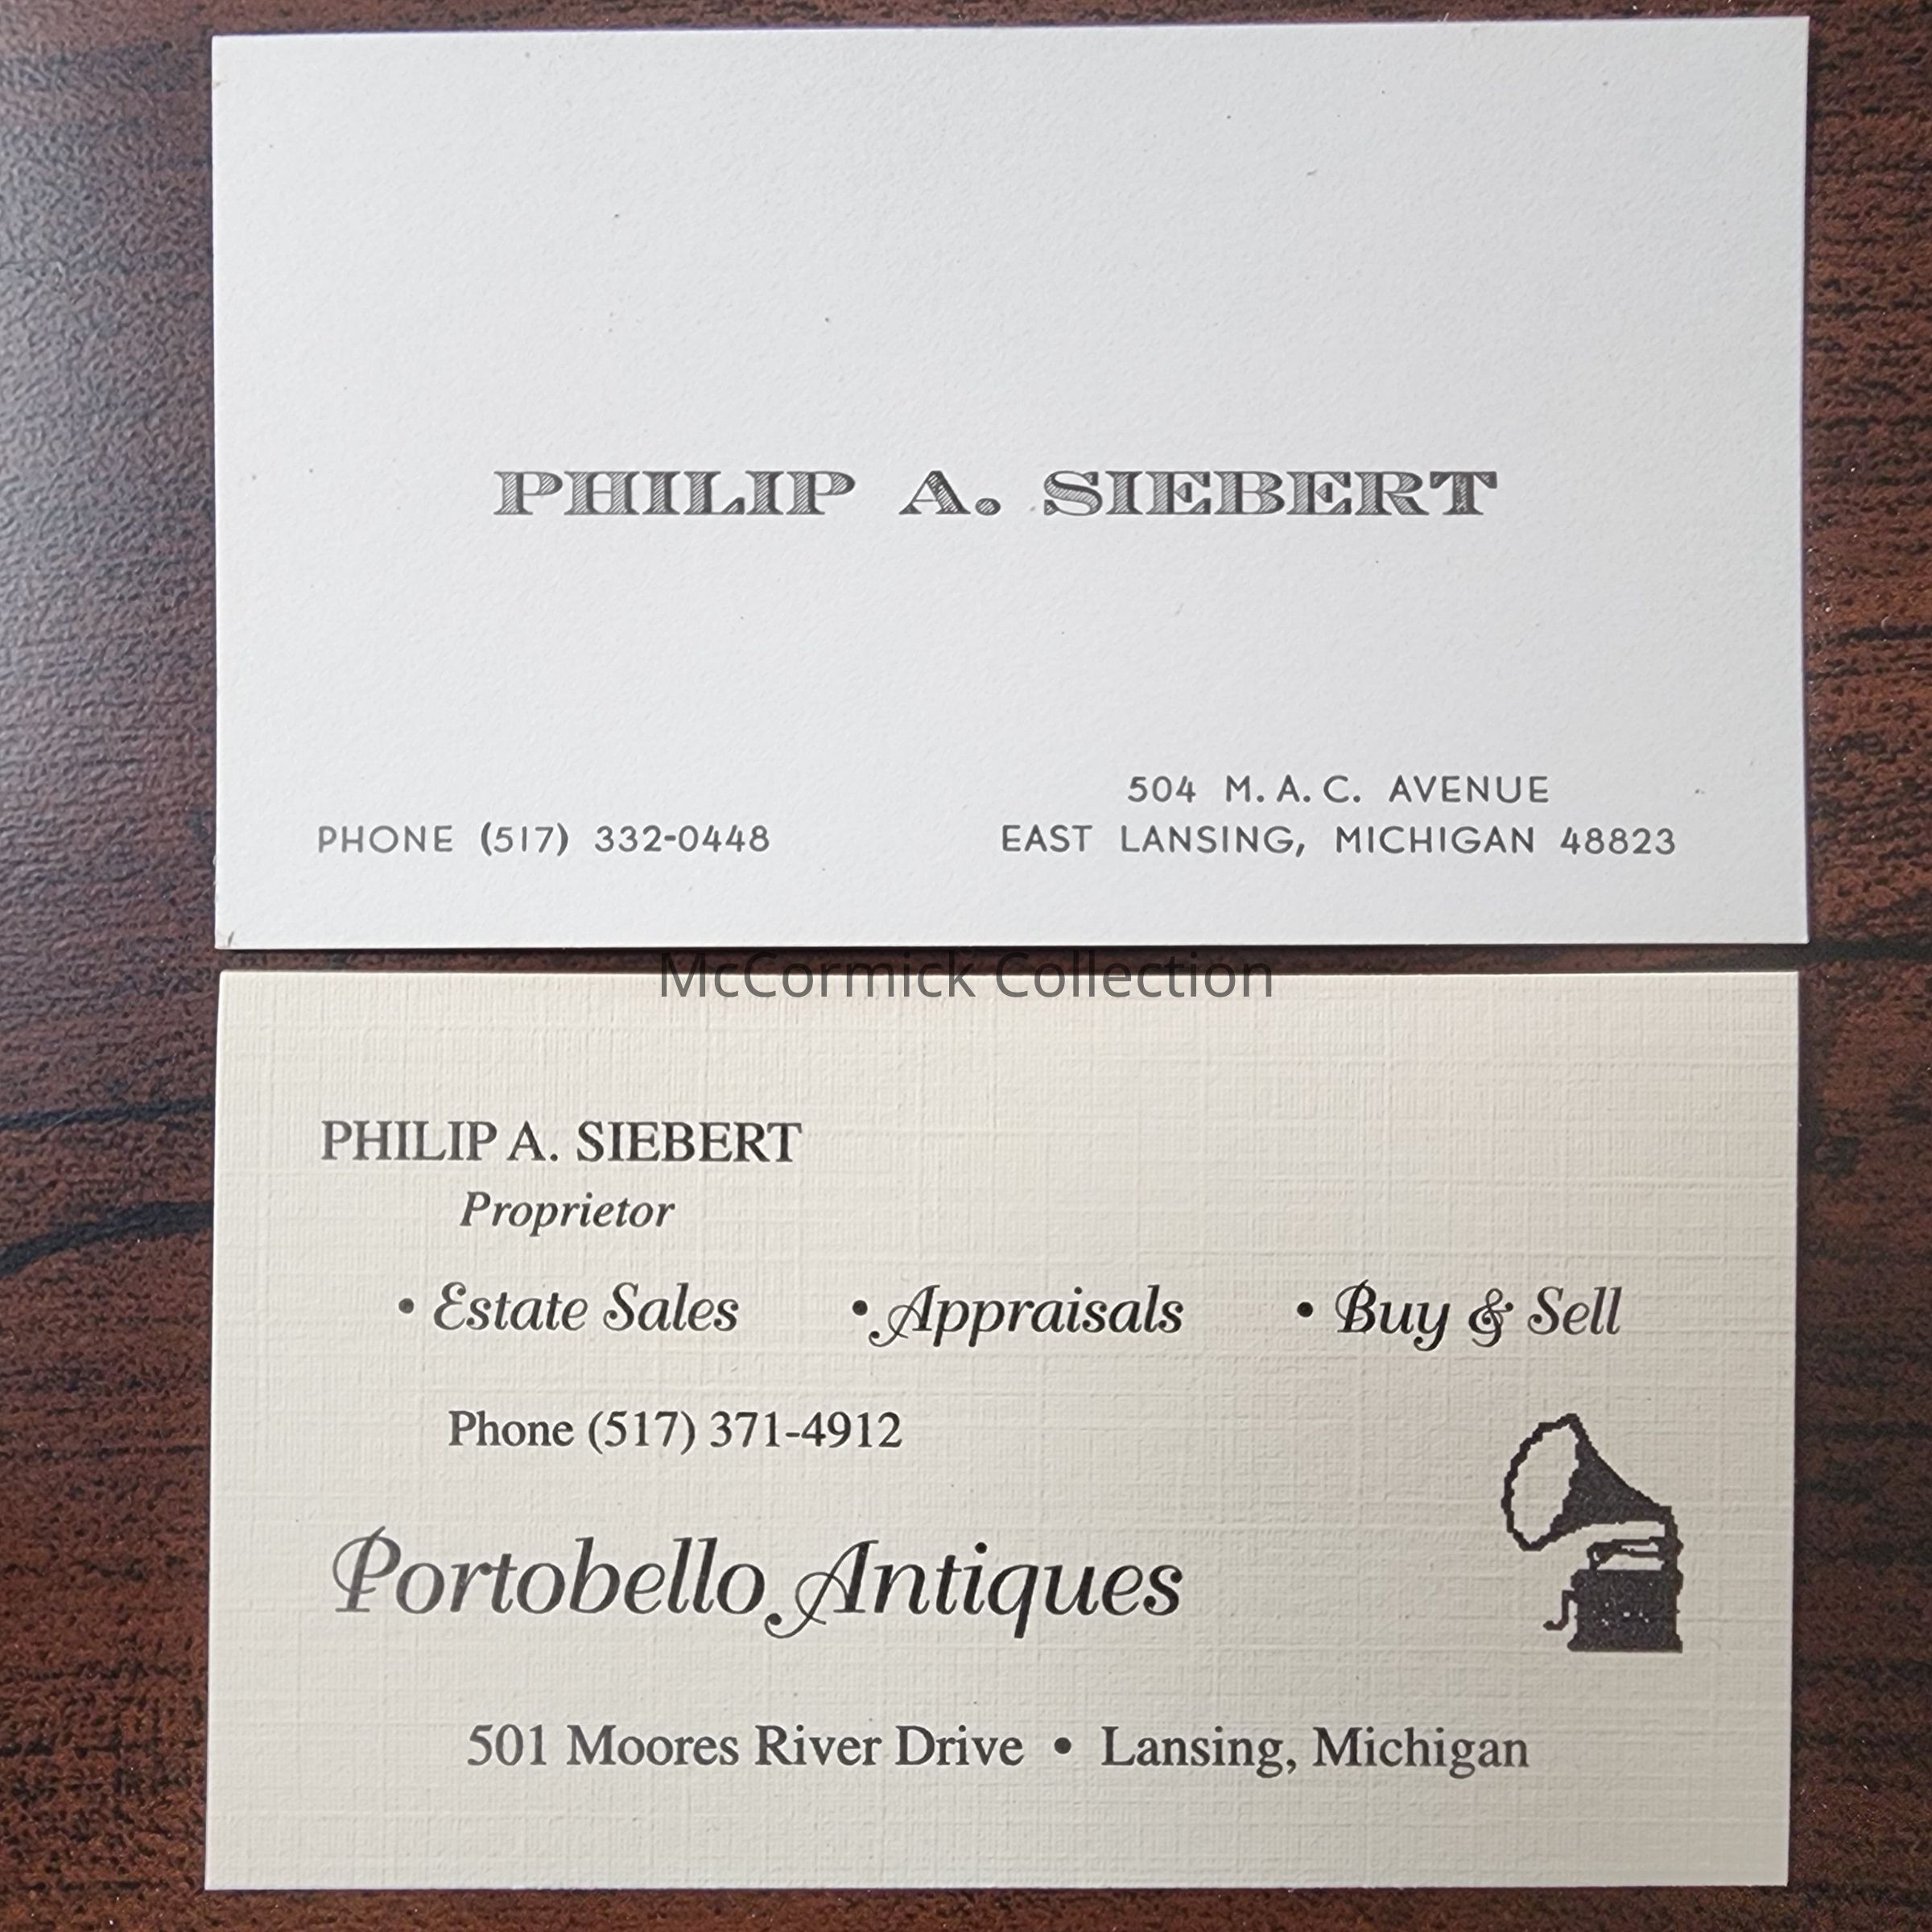 PHILIP A. SIEBERT
504 M. A. C. AVENUE
PHONE (517) 332-0448 EAST LANSING, MICHIGAN 48823
McCormick Collection
PHILIP A. SIEBERT
Proprietor
• Estate Sales • Appraisals • Buy & Sell
Phone (517) 371-4912
Portobello Antiques
501 Moores River Drive • Lansing, Michigan